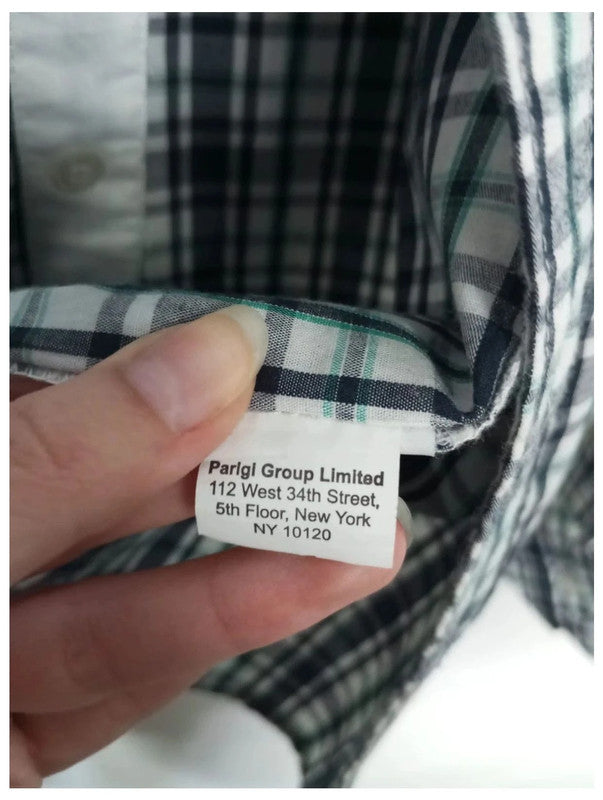 Parigi Group Limited
112 West 34th Street,
5th Floor, New York
NY 10120